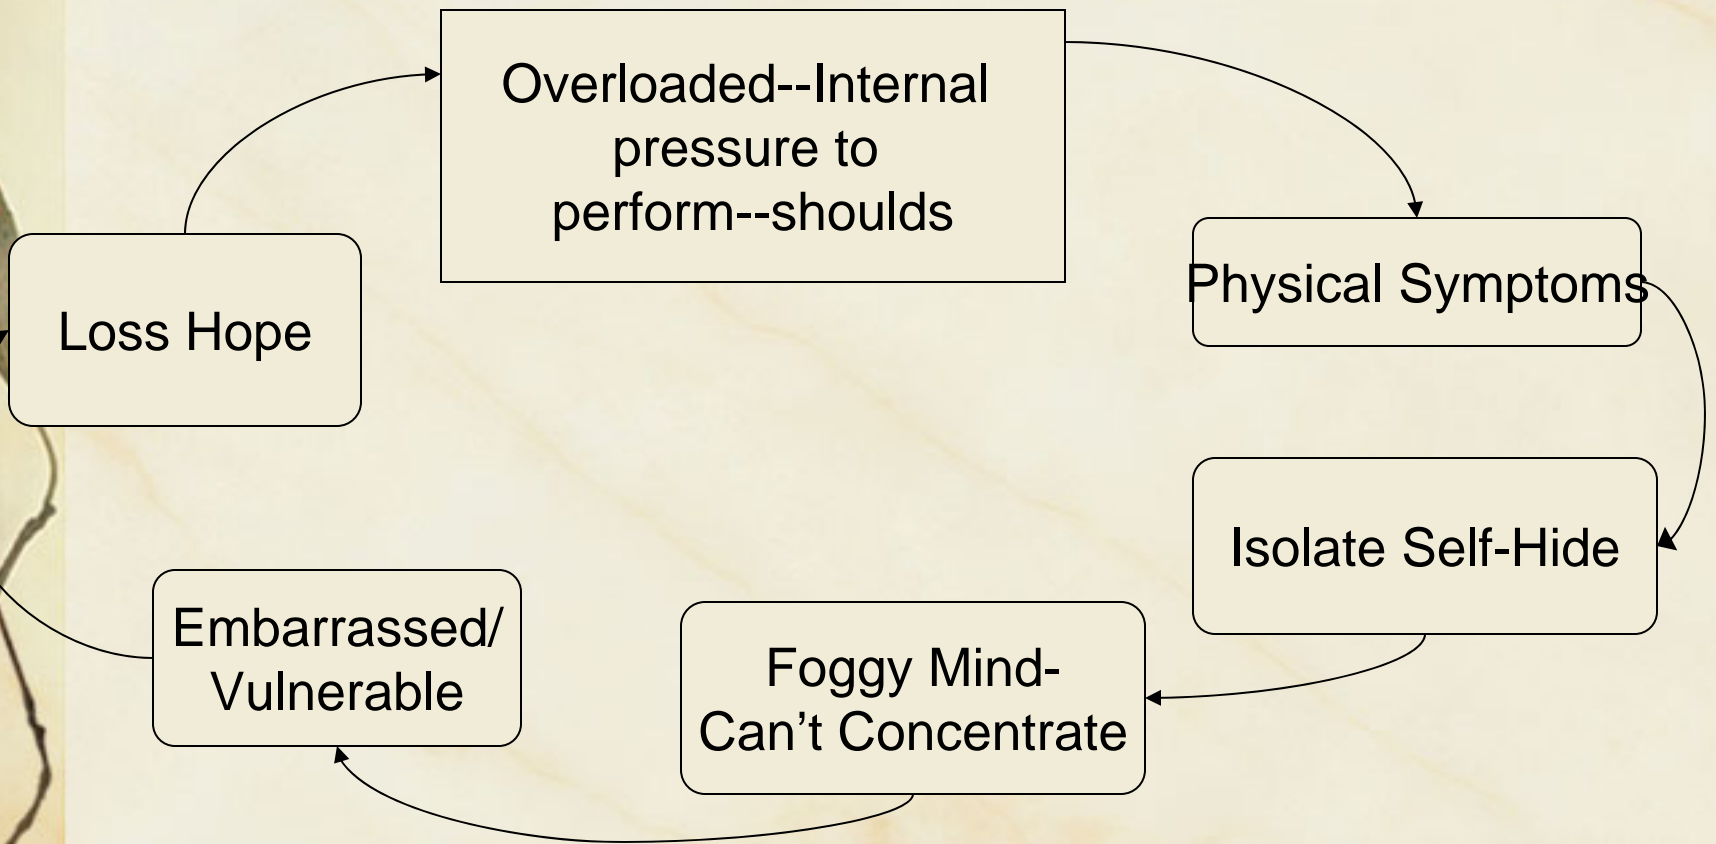 Overloaded--Internal
pressure to
perform--shoulds
Physical Symptoms
Isolate Self-Hide
Foggy Mind-
Can’t Concentrate
Embarrassed/
Vulnerable
Loss Hope